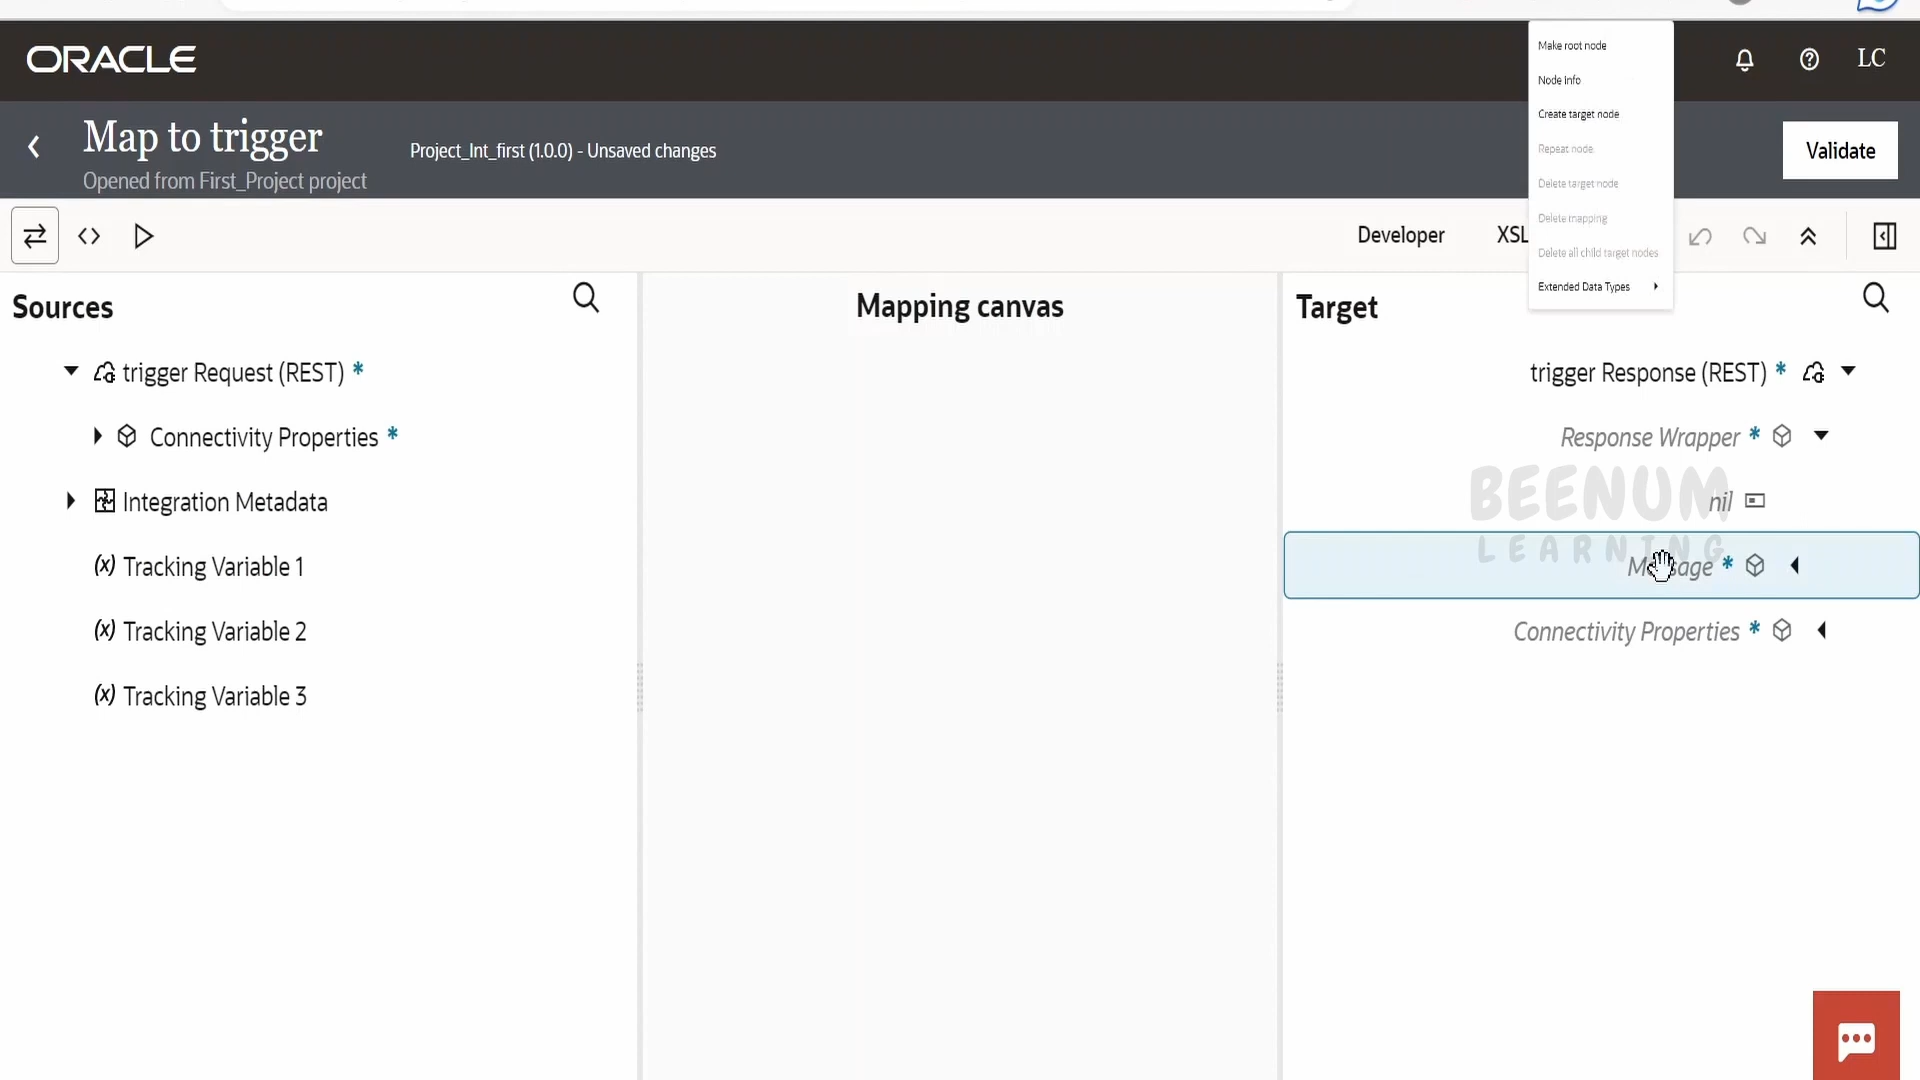 ORACLE
Make root node
Node info
Create target node
Repeat node
Delete target node
Delete mapping
Delete all child target nodes
Extended Data Types
LC
Map to trigger
Opened from First_Project project
Project_Int_first (1.0.0) - Unsaved changes
Validate
Developer
XSL
Sources
Mapping canvas
Target
trigger Request (REST) *
Connectivity Properties *
Integration Metadata
(x) Tracking Variable 1
(x) Tracking Variable 2
(x) Tracking Variable 3
trigger Response (REST) *
Response Wrapper *
BEENUM
nil
LEARNING
Message *
Connectivity Properties *